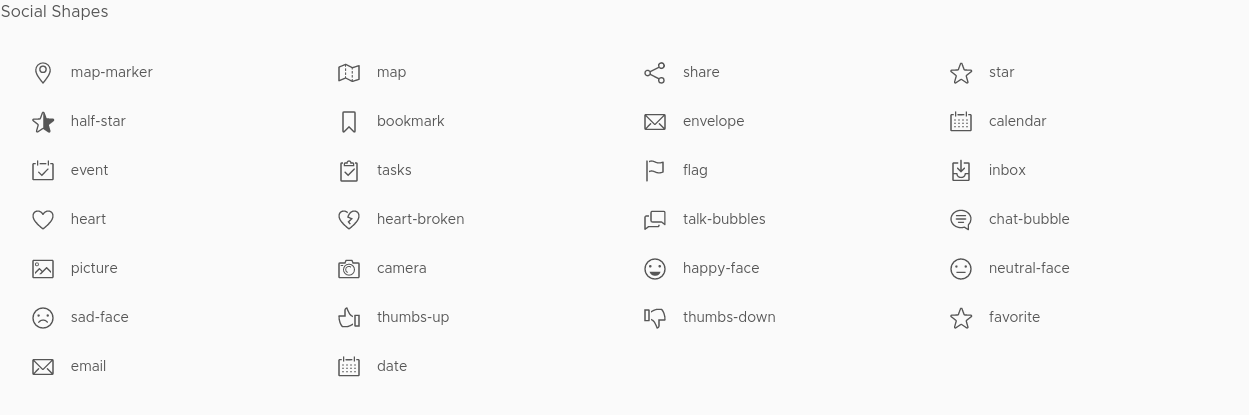 Social Shapes
map-marker
map
share
star
half-star
bookmark
envelope
calendar
event
tasks
flag
inbox
heart
heart-broken
talk-bubbles
chat-bubble
picture
camera
happy-face
neutral-face
sad-face
thumbs-up
thumbs-down
favorite
email
date